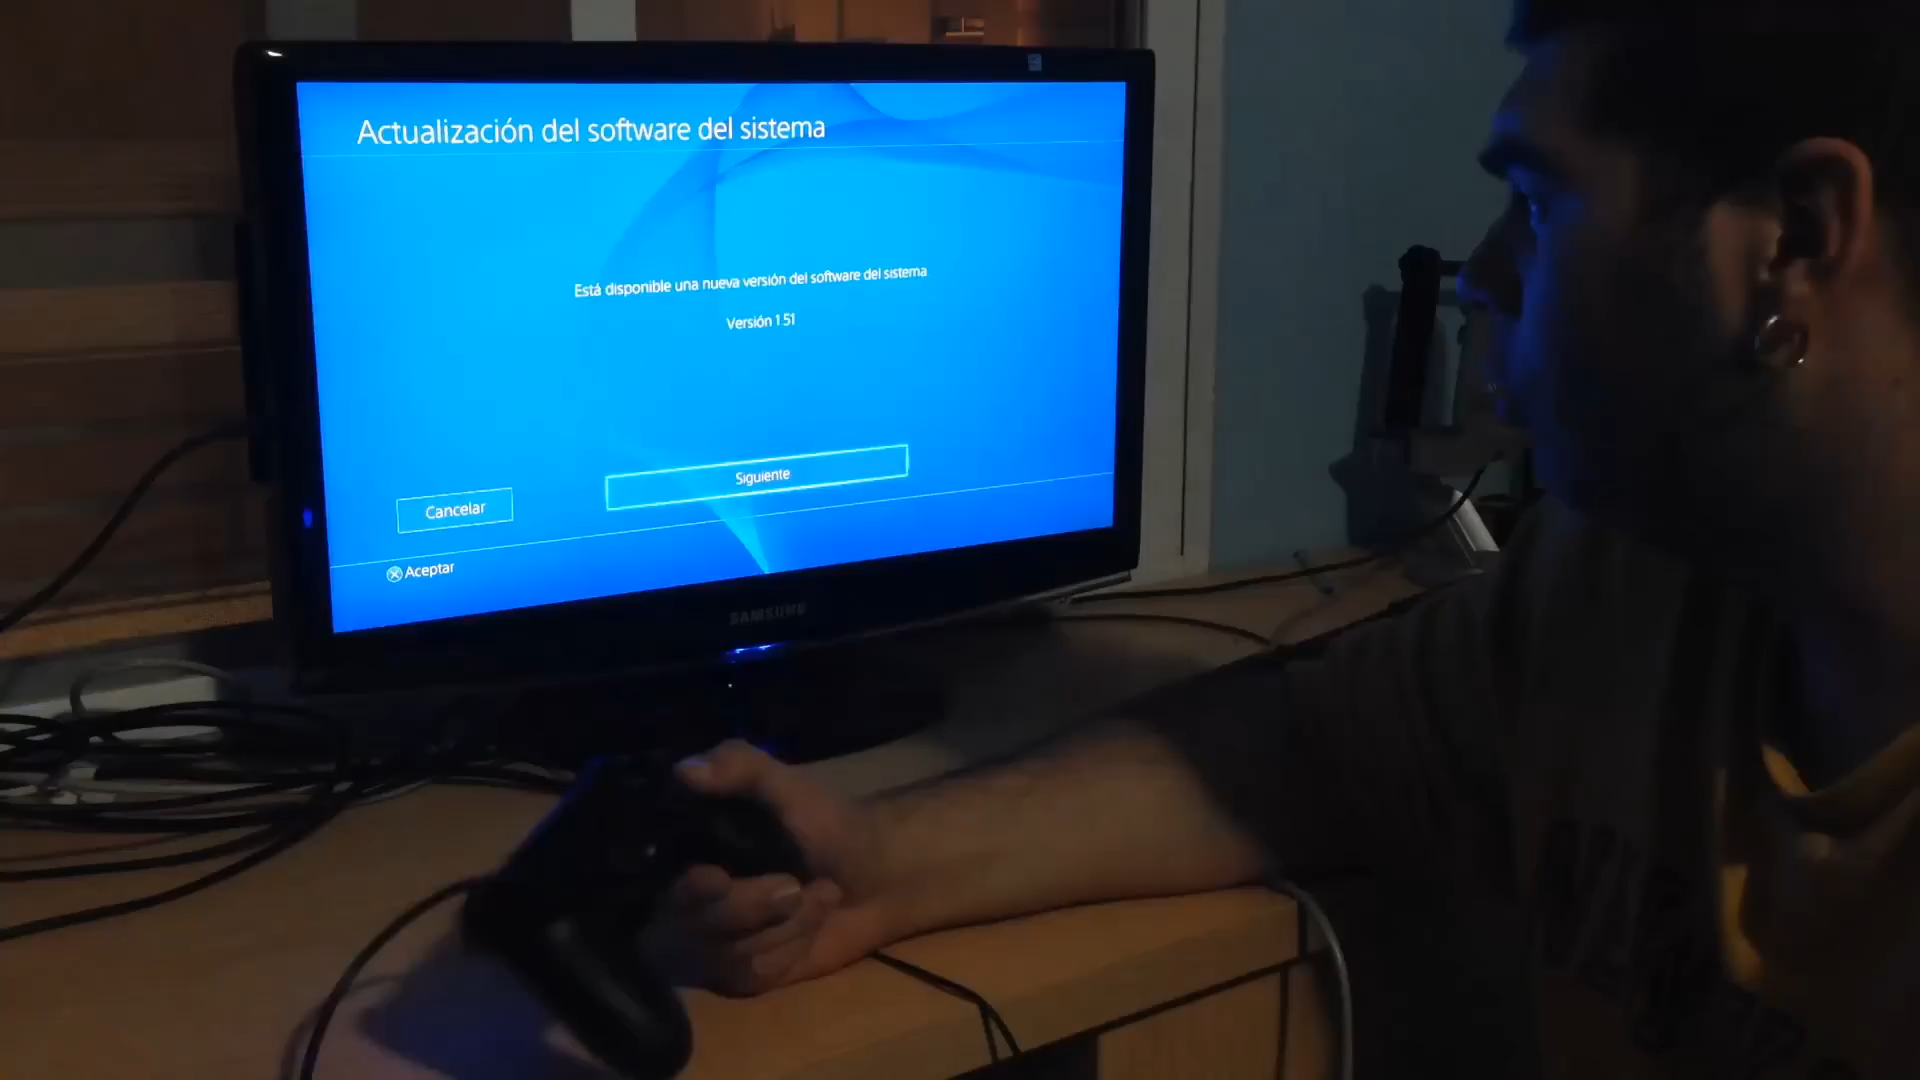 Actualización del software del sistema
Está disponible una nueva versión del software del sistema
Versión 1.51
Siguiente
Cancelar
Aceptar
SAMSUNG